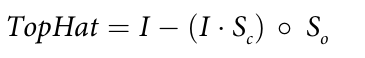 TopHat = I − (I · S_c) ∘ S_o